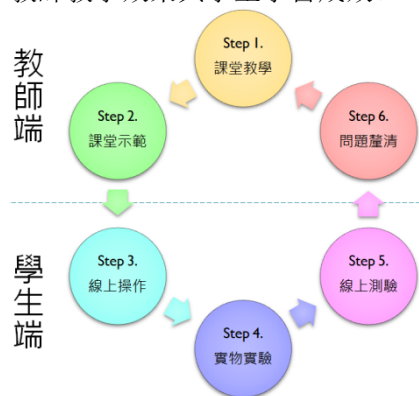 教師端
Step 1.
課堂教學
Step 2.
課堂示範
Step 6.
問題釐清
學生端
Step 3.
線上操作
Step 5.
線上測驗
Step 4.
實物實驗